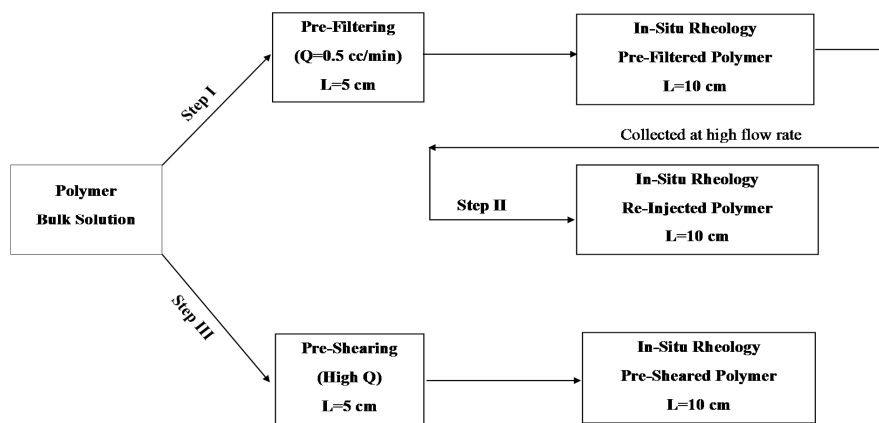 Pre-Filtering
(Q=0.5 cc/min)
L=5 cm
In-Situ Rheology
Pre-Filtered Polymer
L=10 cm
Step I
Collected at high flow rate
Polymer
Bulk Solution
Step II
In-Situ Rheology
Re-Injected Polymer
L=10 cm
Step III
Pre-Shearing
(High Q)
L=5 cm
In-Situ Rheology
Pre-Sheared Polymer
L=10 cm